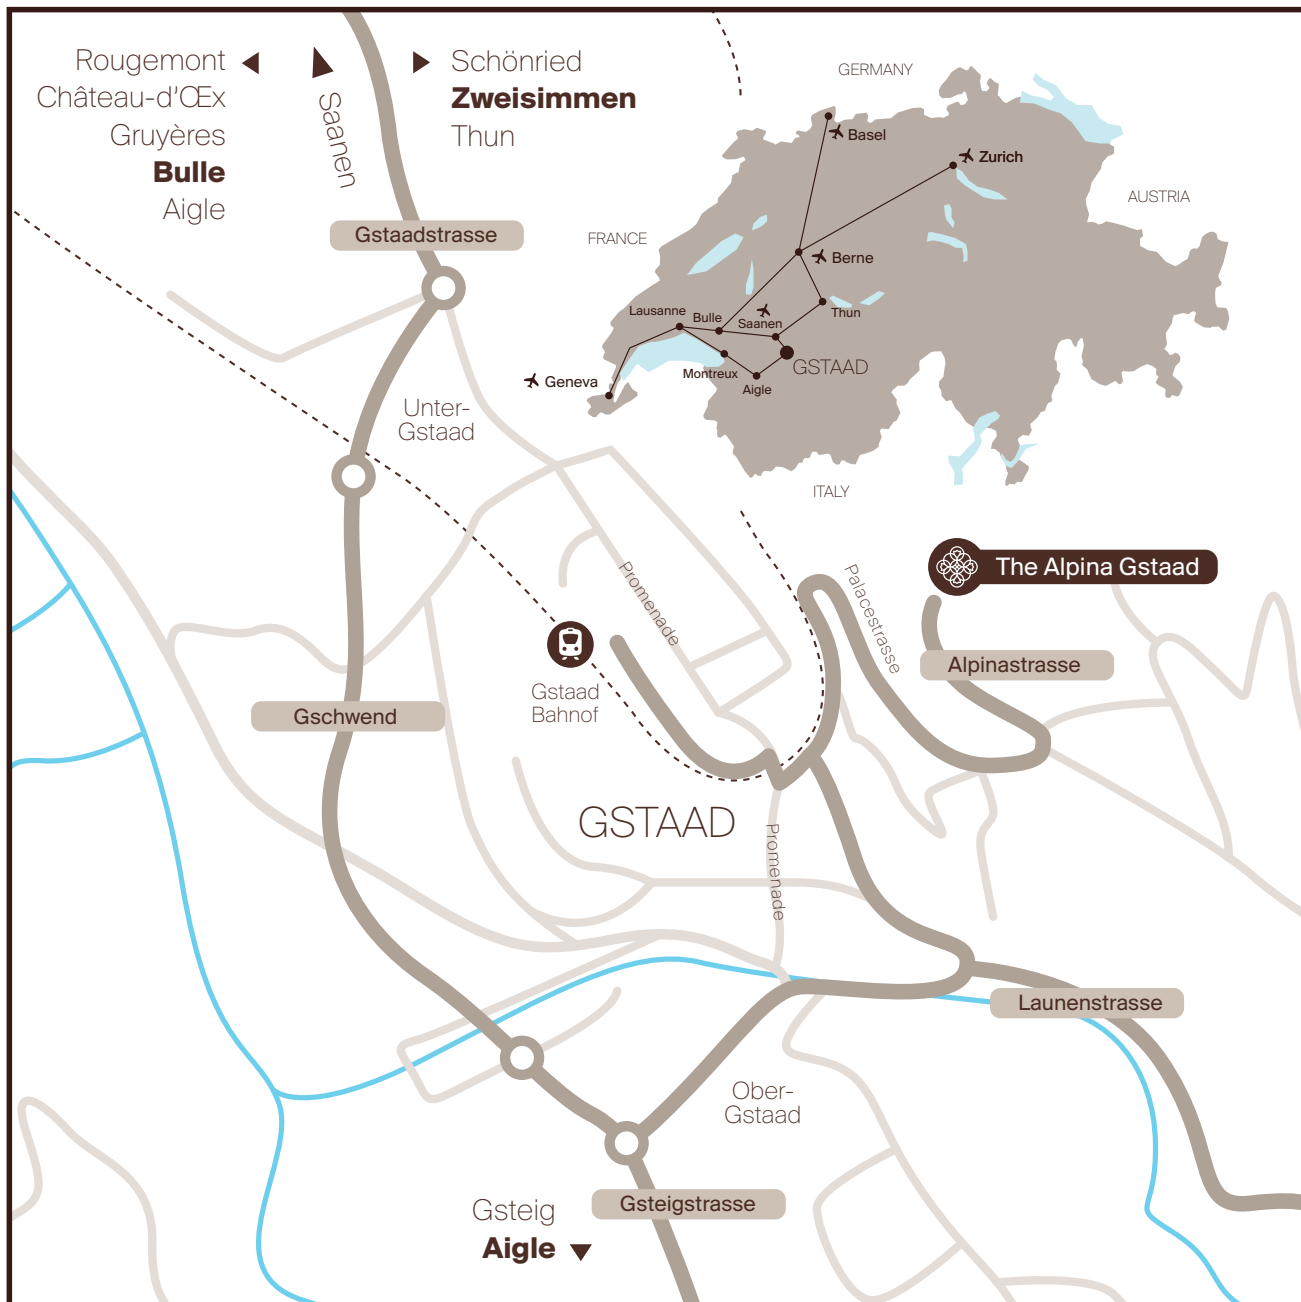 Rougemont
Château-d'Œx
Gruyères
Bulle
Aigle
Saanen
Schönried
Zweisimmen
Thun
GERMANY
Basel
Zurich
AUSTRIA
FRANCE
Berne
Lausanne
Bulle
Saanen
Thun
GSTAAD
Montreux
Aigle
Geneva
ITALY
Gstaadstrasse
Unter-
Gstaad
Promenade
Palacestrasse
The Alpina Gstaad
Alpinastrasse
Gstaad
Bahnof
Gschwend
GSTAAD
Promenade
Launenstrasse
Ober-
Gstaad
Gsteig
Aigle
Gsteigstrasse